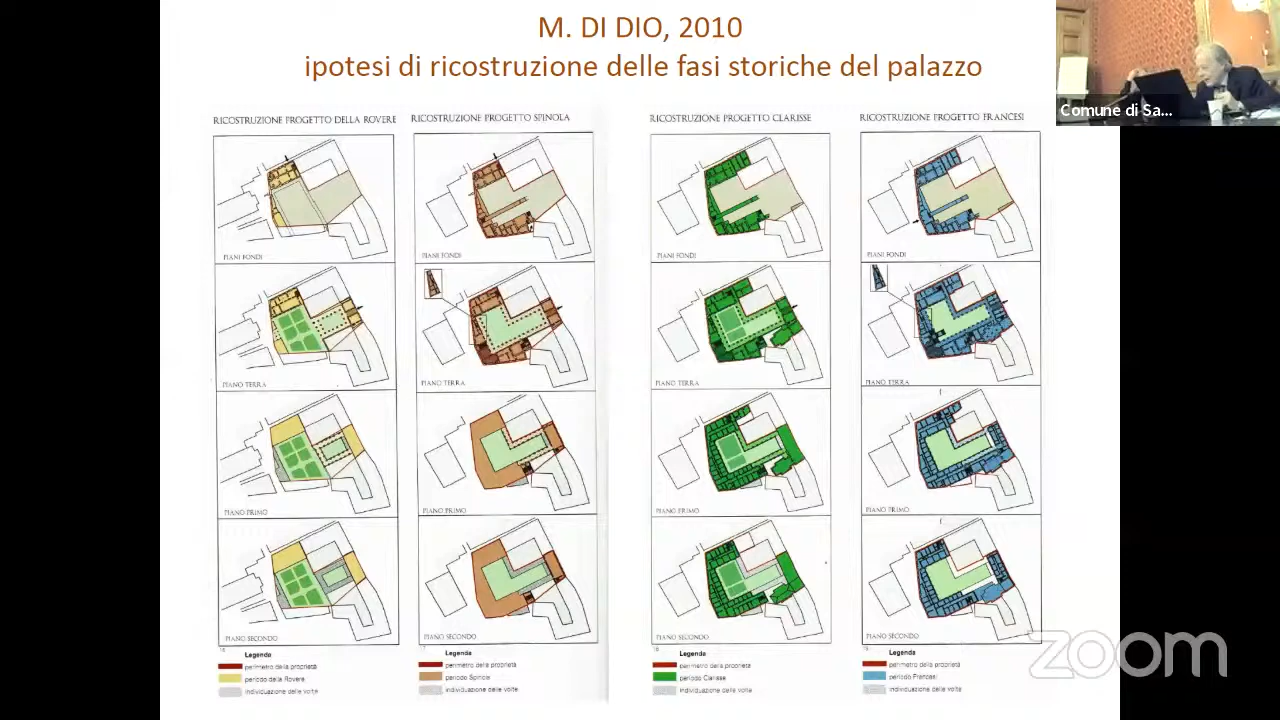 M. DI DIO, 2010
ipotesi di ricostruzione delle fasi storiche del palazzo
Comune di Sa...
RICOSTRUZIONE PROGETTO DELLA ROVERE
RICOSTRUZIONE PROGETTO SPINOLA
RICOSTRUZIONE PROGETTO CLARISSE
RICOSTRUZIONE PROGETTO FRANCESI
PIANI FONDI
PIANI FONDI
PIANI FONDI
PIANI FONDI
PIANO TERRA
PIANO TERRA
PIANO TERRA
PIANO TERRA
PIANO PRIMO
PIANO PRIMO
PIANO PRIMO
PIANO PRIMO
PIANO SECONDO
PIANO SECONDO
PIANO SECONDO
PIANO SECONDO
Legenda
perimetro della proprietà
periodo della Rovere
individuazione delle volte
Legenda
perimetro della proprietà
periodo Spinola
individuazione delle volte
Legenda
perimetro della proprietà
periodo Clarisse
individuazione delle volte
Legenda
perimetro della proprietà
periodo Francesi
individuazione delle volte
zoom